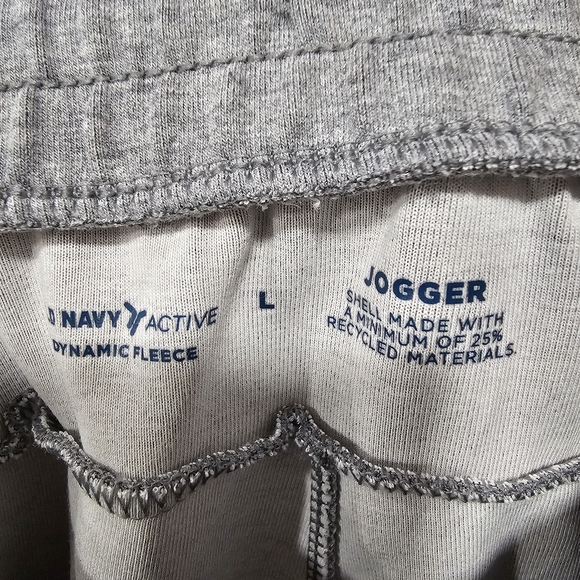 D NAVY ACTIVE
DYNAMIC FLEECE
L
JOGGER
SHELL MADE WITH
A MINIMUM OF 25%
RECYCLED MATERIALS.